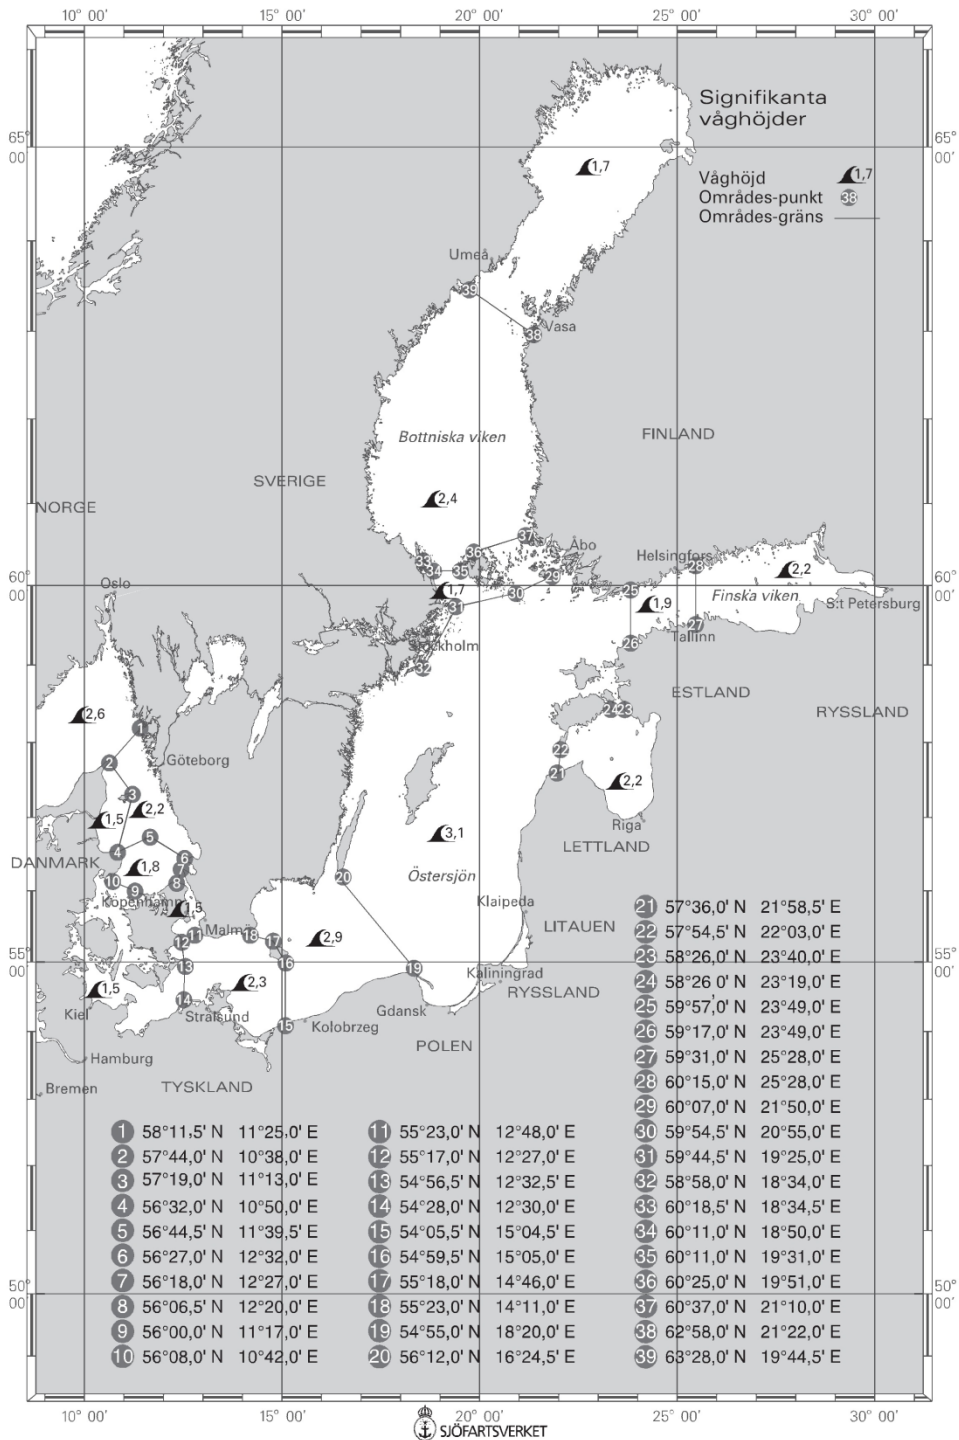 10° 00' 15° 00' 20° 00' 25° 00' 30° 00'
Signifikanta
våghöjder
65°
00'
65°
00'
1,7
Våghöjd 1,7
Områdes-punkt 38
Områdes-gräns
Umeå
39
38
Vasa
Bottniska viken
FINLAND
SVERIGE
2,4
NORGE
37
36
Åbo
33
34
35
Helsingfors
28
29
2,2
60°
00'
60°
00'
Oslo
1,7
30
25
1,9
Finska viken
S:t Petersburg
31
27
Tallinn
26
Stockholm
32
ESTLAND
2,6
24
23
RYSSLAND
1
22
Göteborg
2
21
2,2
3
2,2
1,5
Riga
5
3,1
LETTLAND
4
6
DANMARK
1,8
7
20
Östersjön
10
8
9
Köpenhamn
1,5
Klaipeda
LITAUEN
Malmö
11
18
12
17
2,9
55°
00'
55°
00'
13
16
19
Kaliningrad
RYSSLAND
1,5
2,3
Kiel
14
Stralsund
15
Kolobrzeg
Gdansk
POLEN
Hamburg
TYSKLAND
Bremen
21 57°36,0' N 21°58,5' E
22 57°54,5' N 22°03,0' E
23 58°26,0' N 23°40,0' E
24 58°26 0' N 23°19,0' E
25 59°57,0' N 23°49,0' E
26 59°17,0' N 23°49,0' E
27 59°31,0' N 25°28,0' E
28 60°15,0' N 25°28,0' E
29 60°07,0' N 21°50,0' E
30 59°54,5' N 20°55,0' E
31 59°44,5' N 19°25,0' E
32 58°58,0' N 18°34,0' E
33 60°18,5' N 18°34,5' E
34 60°11,0' N 18°50,0' E
35 60°11,0' N 19°31,0' E
36 60°25,0' N 19°51,0' E
37 60°37,0' N 21°10,0' E
38 62°58,0' N 21°22,0' E
39 63°28,0' N 19°44,5' E
1 58°11,5' N 11°25,0' E
2 57°44,0' N 10°38,0' E
3 57°19,0' N 11°13,0' E
4 56°32,0' N 10°50,0' E
5 56°44,5' N 11°39,5' E
6 56°27,0' N 12°32,0' E
7 56°18,0' N 12°27,0' E
8 56°06,5' N 12°20,0' E
9 56°00,0' N 11°17,0' E
10 56°08,0' N 10°42,0' E
11 55°23,0' N 12°48,0' E
12 55°17,0' N 12°27,0' E
13 54°56,5' N 12°32,5' E
14 54°28,0' N 12°30,0' E
15 54°05,5' N 15°04,5' E
16 54°59,5' N 15°05,0' E
17 55°18,0' N 14°46,0' E
18 55°23,0' N 14°11,0' E
19 54°55,0' N 18°20,0' E
20 56°12,0' N 16°24,5' E
50°
00'
50°
00'
10° 00' 15° 00' 20° 00' 25° 00' 30° 00'
SJÖFARTSVERKET